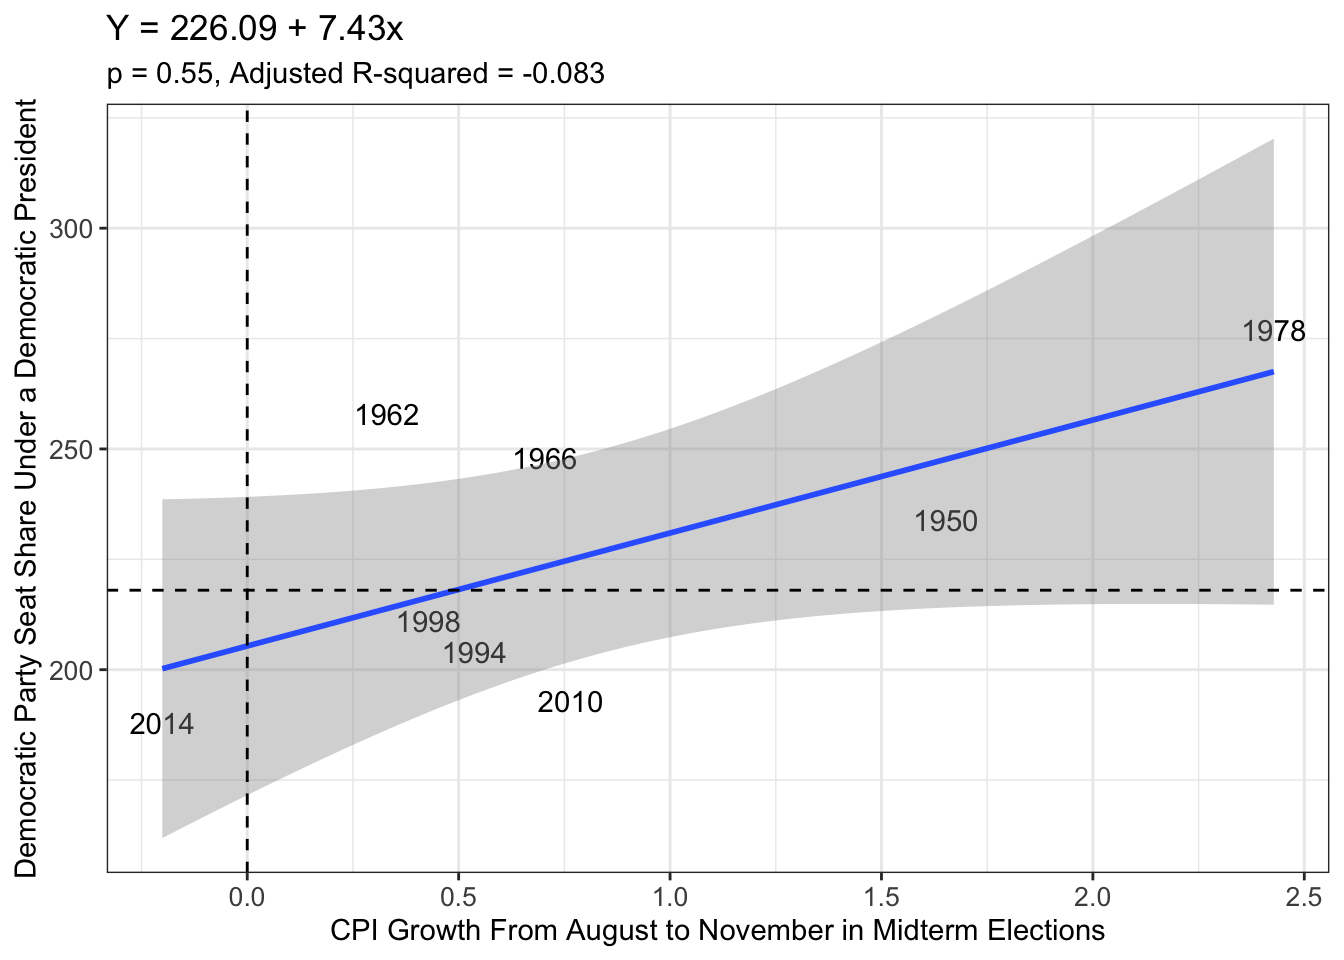 Y = 226.09 + 7.43x
p = 0.55, Adjusted R-squared = -0.083
Democratic Party Seat Share Under a Democratic President
300
250
200
1978
1962
1966
1950
1998
1994
2010
2014
0.0 0.5 1.0 1.5 2.0 2.5
CPI Growth From August to November in Midterm Elections